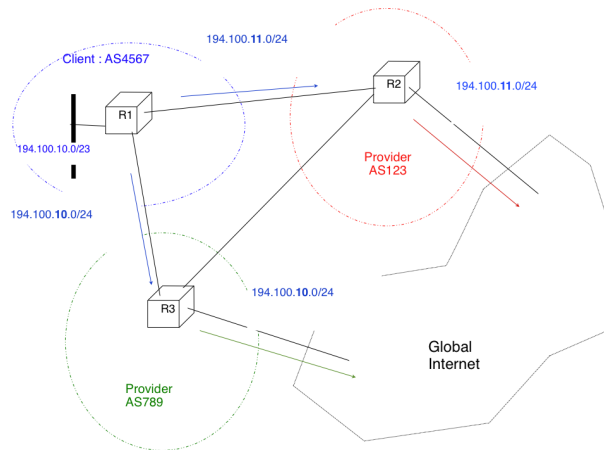 194.100.11.0/24
Client : AS4567
R2
194.100.11.0/24
R1
194.100.10.0/23
Provider
AS123
194.100.10.0/24
194.100.10.0/24
R3
Global
Internet
Provider
AS789